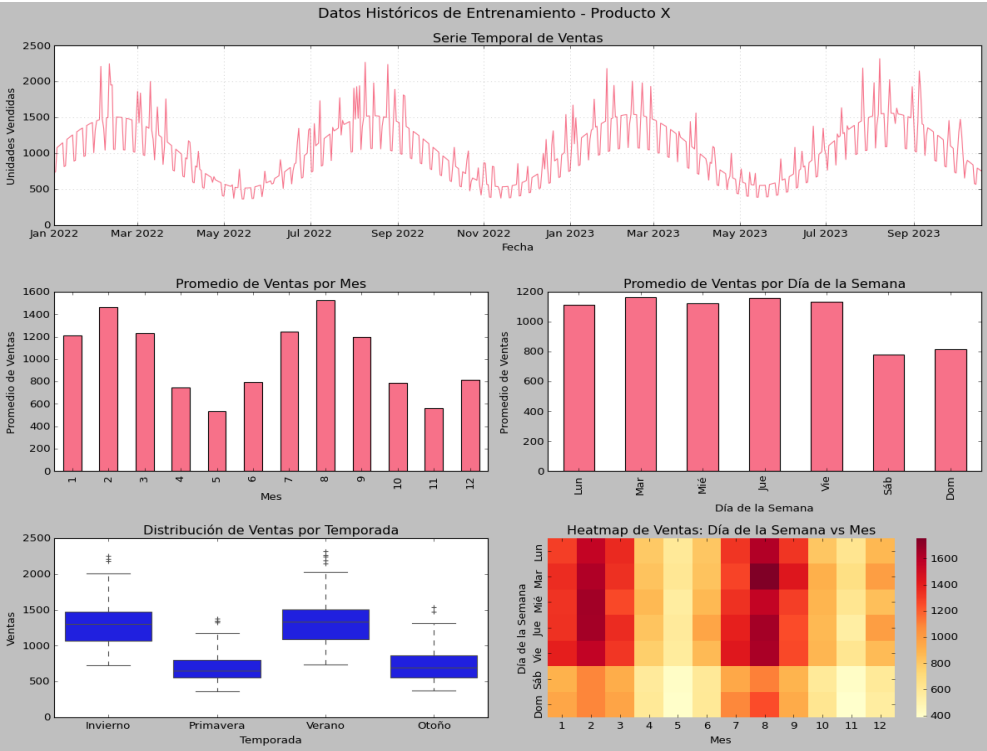 Datos Históricos de Entrenamiento - Producto X
Serie Temporal de Ventas
Unidades Vendidas
2500
2000
1500
1000
500
0
Jan 2022 Mar 2022 May 2022 Jul 2022 Sep 2022 Nov 2022 Jan 2023 Mar 2023 May 2023 Jul 2023 Sep 2023
Fecha
Promedio de Ventas por Mes
Promedio de Ventas
1600
1400
1200
1000
800
600
400
200
0
1 2 3 4 5 6 7 8 9 10 11 12
Mes
Promedio de Ventas por Día de la Semana
Promedio de Ventas
1200
1000
800
600
400
200
0
Lun Mar Mié Jue Vie Sáb Dom
Día de la Semana
Distribución de Ventas por Temporada
Ventas
2500
2000
1500
1000
500
0
Invierno Primavera Verano Otoño
Temporada
Heatmap de Ventas: Día de la Semana vs Mes
Día de la Semana
Lun
Mar
Mié
Jue
Vie
Sáb
Dom
1 2 3 4 5 6 7 8 9 10 11 12
Mes
1600
1400
1200
1000
800
600
400